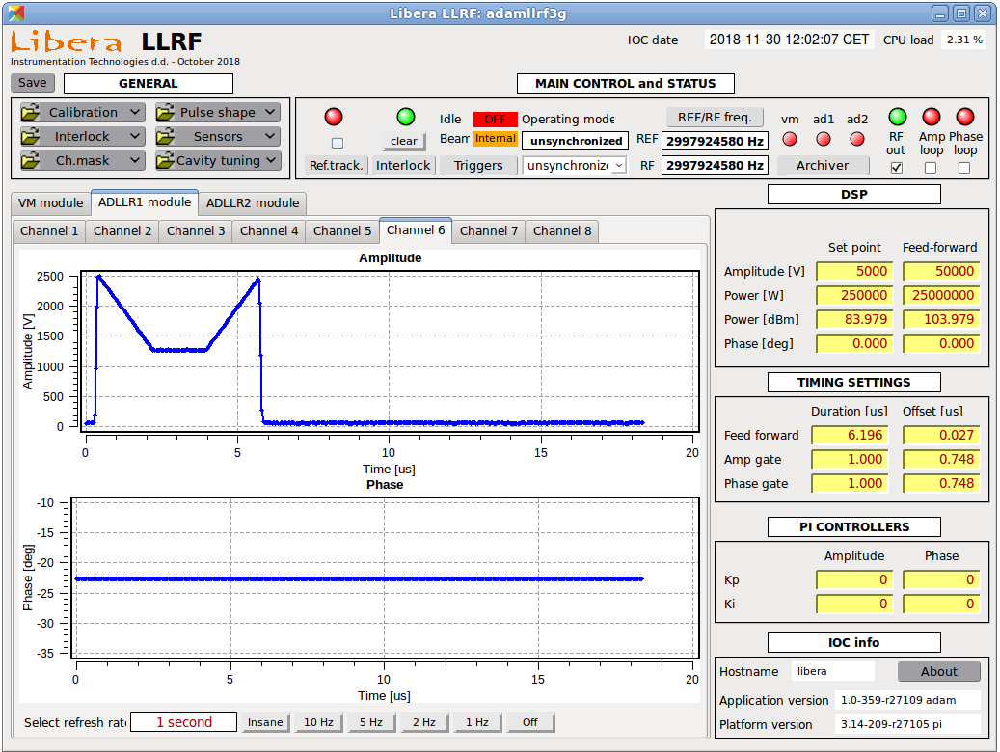 Libera LLRF: adamllrf3g
Libera LLRF
IOC date 2018-11-30 12:02:07 CET CPU load 2.31 %
Instrumentation Technologies d.d. - October 2018
Save GENERAL MAIN CONTROL and STATUS
Calibration Pulse shape
Interlock Sensors
Ch.mask Cavity tuning
Idle OFF Operating mode REF/RF freq. vm ad1 ad2
clear Beam Internal unsynchronized REF 2997924580 Hz RF out Amp loop Phase loop
Ref.track. Interlock Triggers unsynchronize RF 2997924580 Hz Archiver
VM module ADLLR1 module ADLLR2 module
Channel 1 Channel 2 Channel 3 Channel 4 Channel 5 Channel 6 Channel 7 Channel 8
Amplitude
Amplitude [V]
2500
2000
1500
1000
500
0
0 5 10 15 20
Time [us]
Phase
Phase [deg]
-10
-15
-20
-25
-30
-35
0 5 10 15 20
Time [us]
Select refresh rat 1 second Insane 10 Hz 5 Hz 2 Hz 1 Hz Off
DSP
Set point Feed-forward
Amplitude [V] 5000 50000
Power [W] 250000 25000000
Power [dBm] 83.979 103.979
Phase [deg] 0.000 0.000
TIMING SETTINGS
Duration [us] Offset [us]
Feed forward 6.196 0.027
Amp gate 1.000 0.748
Phase gate 1.000 0.748
PI CONTROLLERS
Amplitude Phase
Kp 0 0
Ki 0 0
IOC info
Hostname libera About
Application version 1.0-359-r27109 adam
Platform version 3.14-209-r27105 pi